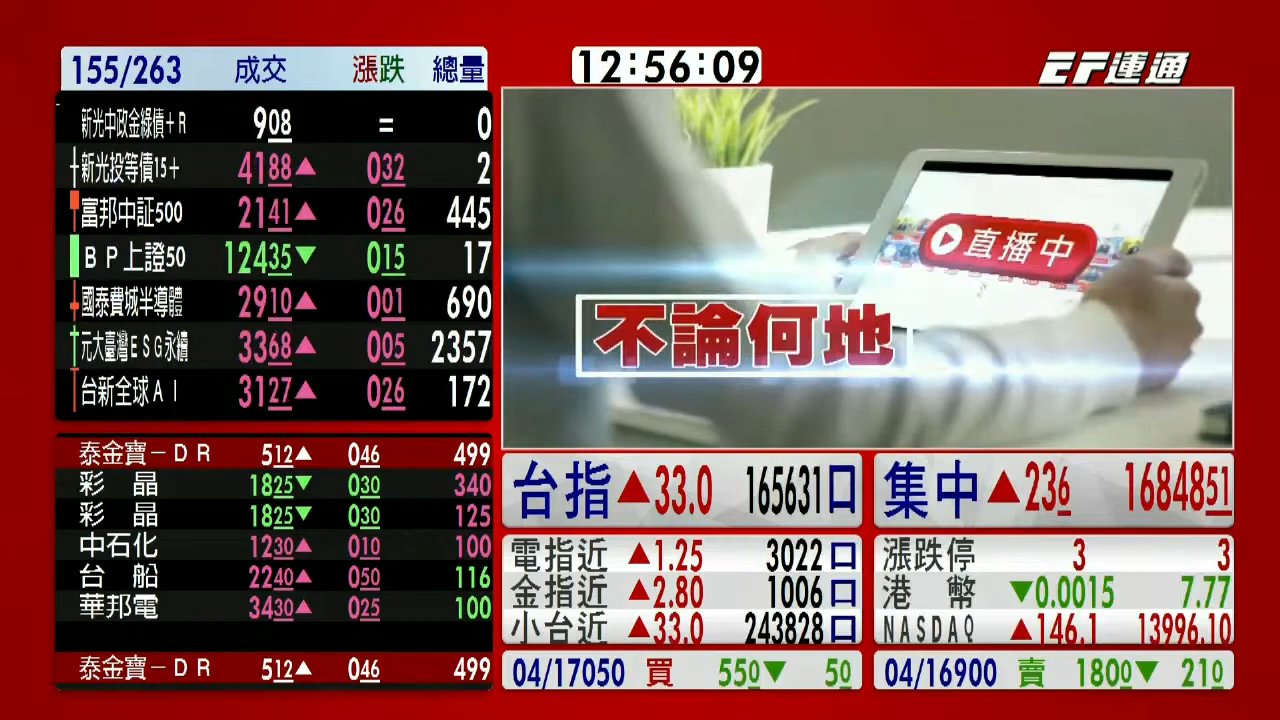 155/263 成交 漲跌 總量
新光中政金綠債+R 908 = 0
新光投等債15+ 4188▲ 032 2
富邦中証500 2141▲ 026 445
BP上證50 12435▼ 015 17
國泰費城半導體 2910▲ 001 690
元大臺灣ESG永續 3368▲ 005 2357
台新全球AI 3127▲ 026 172
泰金寶-DR 512▲ 046 499
彩晶 1825▼ 030 340
彩晶 1825▼ 030 125
中石化 1230▲ 010 100
台船 2240▲ 050 116
華邦電 3430▲ 025 100
泰金寶-DR 512▲ 046 499
12:56:09
EF運通
直播中
不論何地
台指 ▲33.0 165631口
集中 ▲236 1684851
電指近 ▲1.25 3022口
金指近 ▲2.80 1006口
小台近 ▲33.0 243828口
漲跌停 3 3
港幣 ▼0.0015 7.77
NASDAQ ▲146.1 13996.10
04/17050 買 550▼ 50
04/16900 賣 1800▼ 210